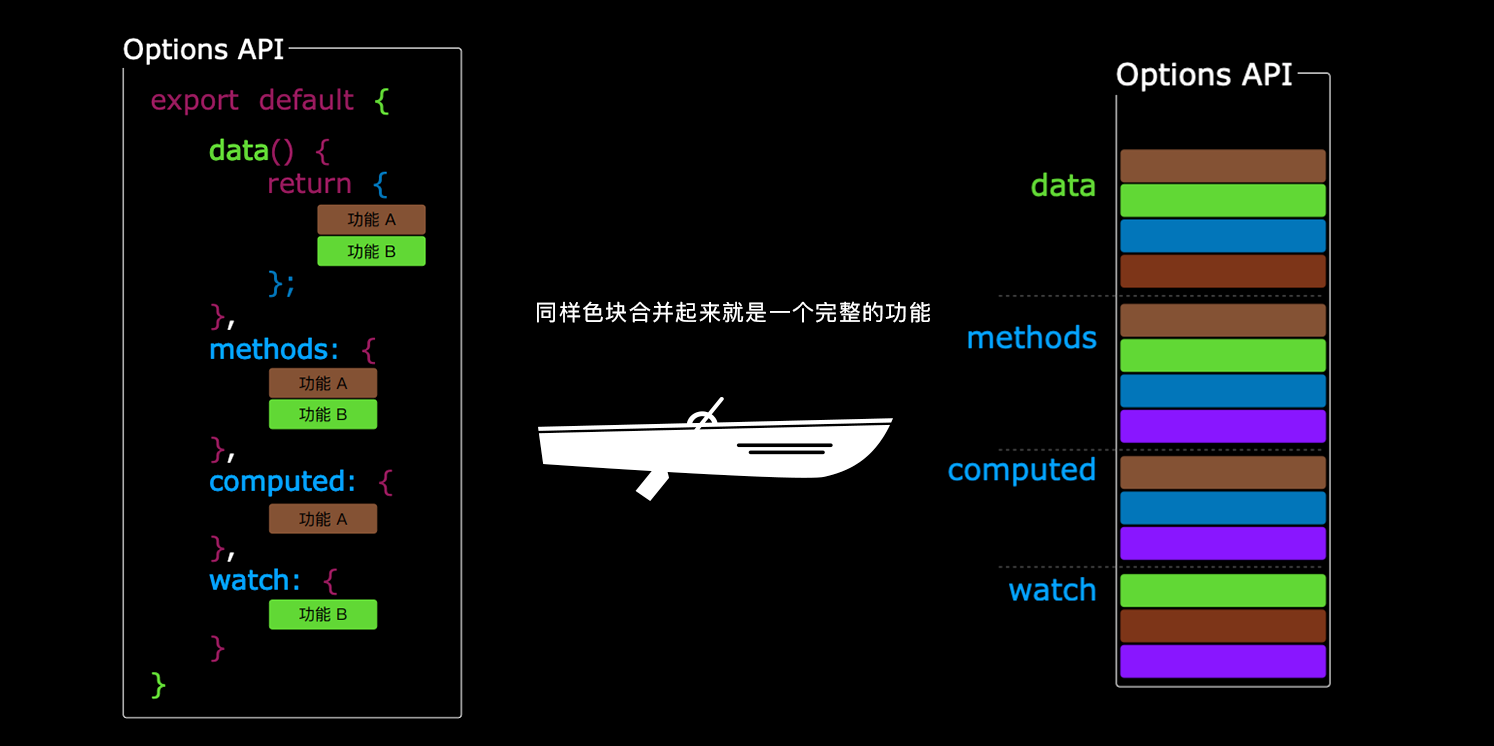 Options API
export default {
data() {
return {
功能 A
功能 B
};
},
methods: {
功能 A
功能 B
},
computed: {
功能 A
},
watch: {
功能 B
}
}
同样色块合并起来就是一个完整的功能
Options API
data
methods
computed
watch